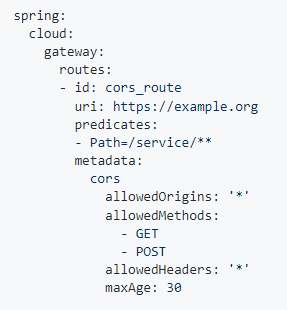 spring:
  cloud:
    gateway:
      routes:
      - id: cors_route
        uri: https://example.org
        predicates:
        - Path=/service/**
        metadata:
          cors
            allowedOrigins: '*'
            allowedMethods:
              - GET
              - POST
            allowedHeaders: '*'
            maxAge: 30